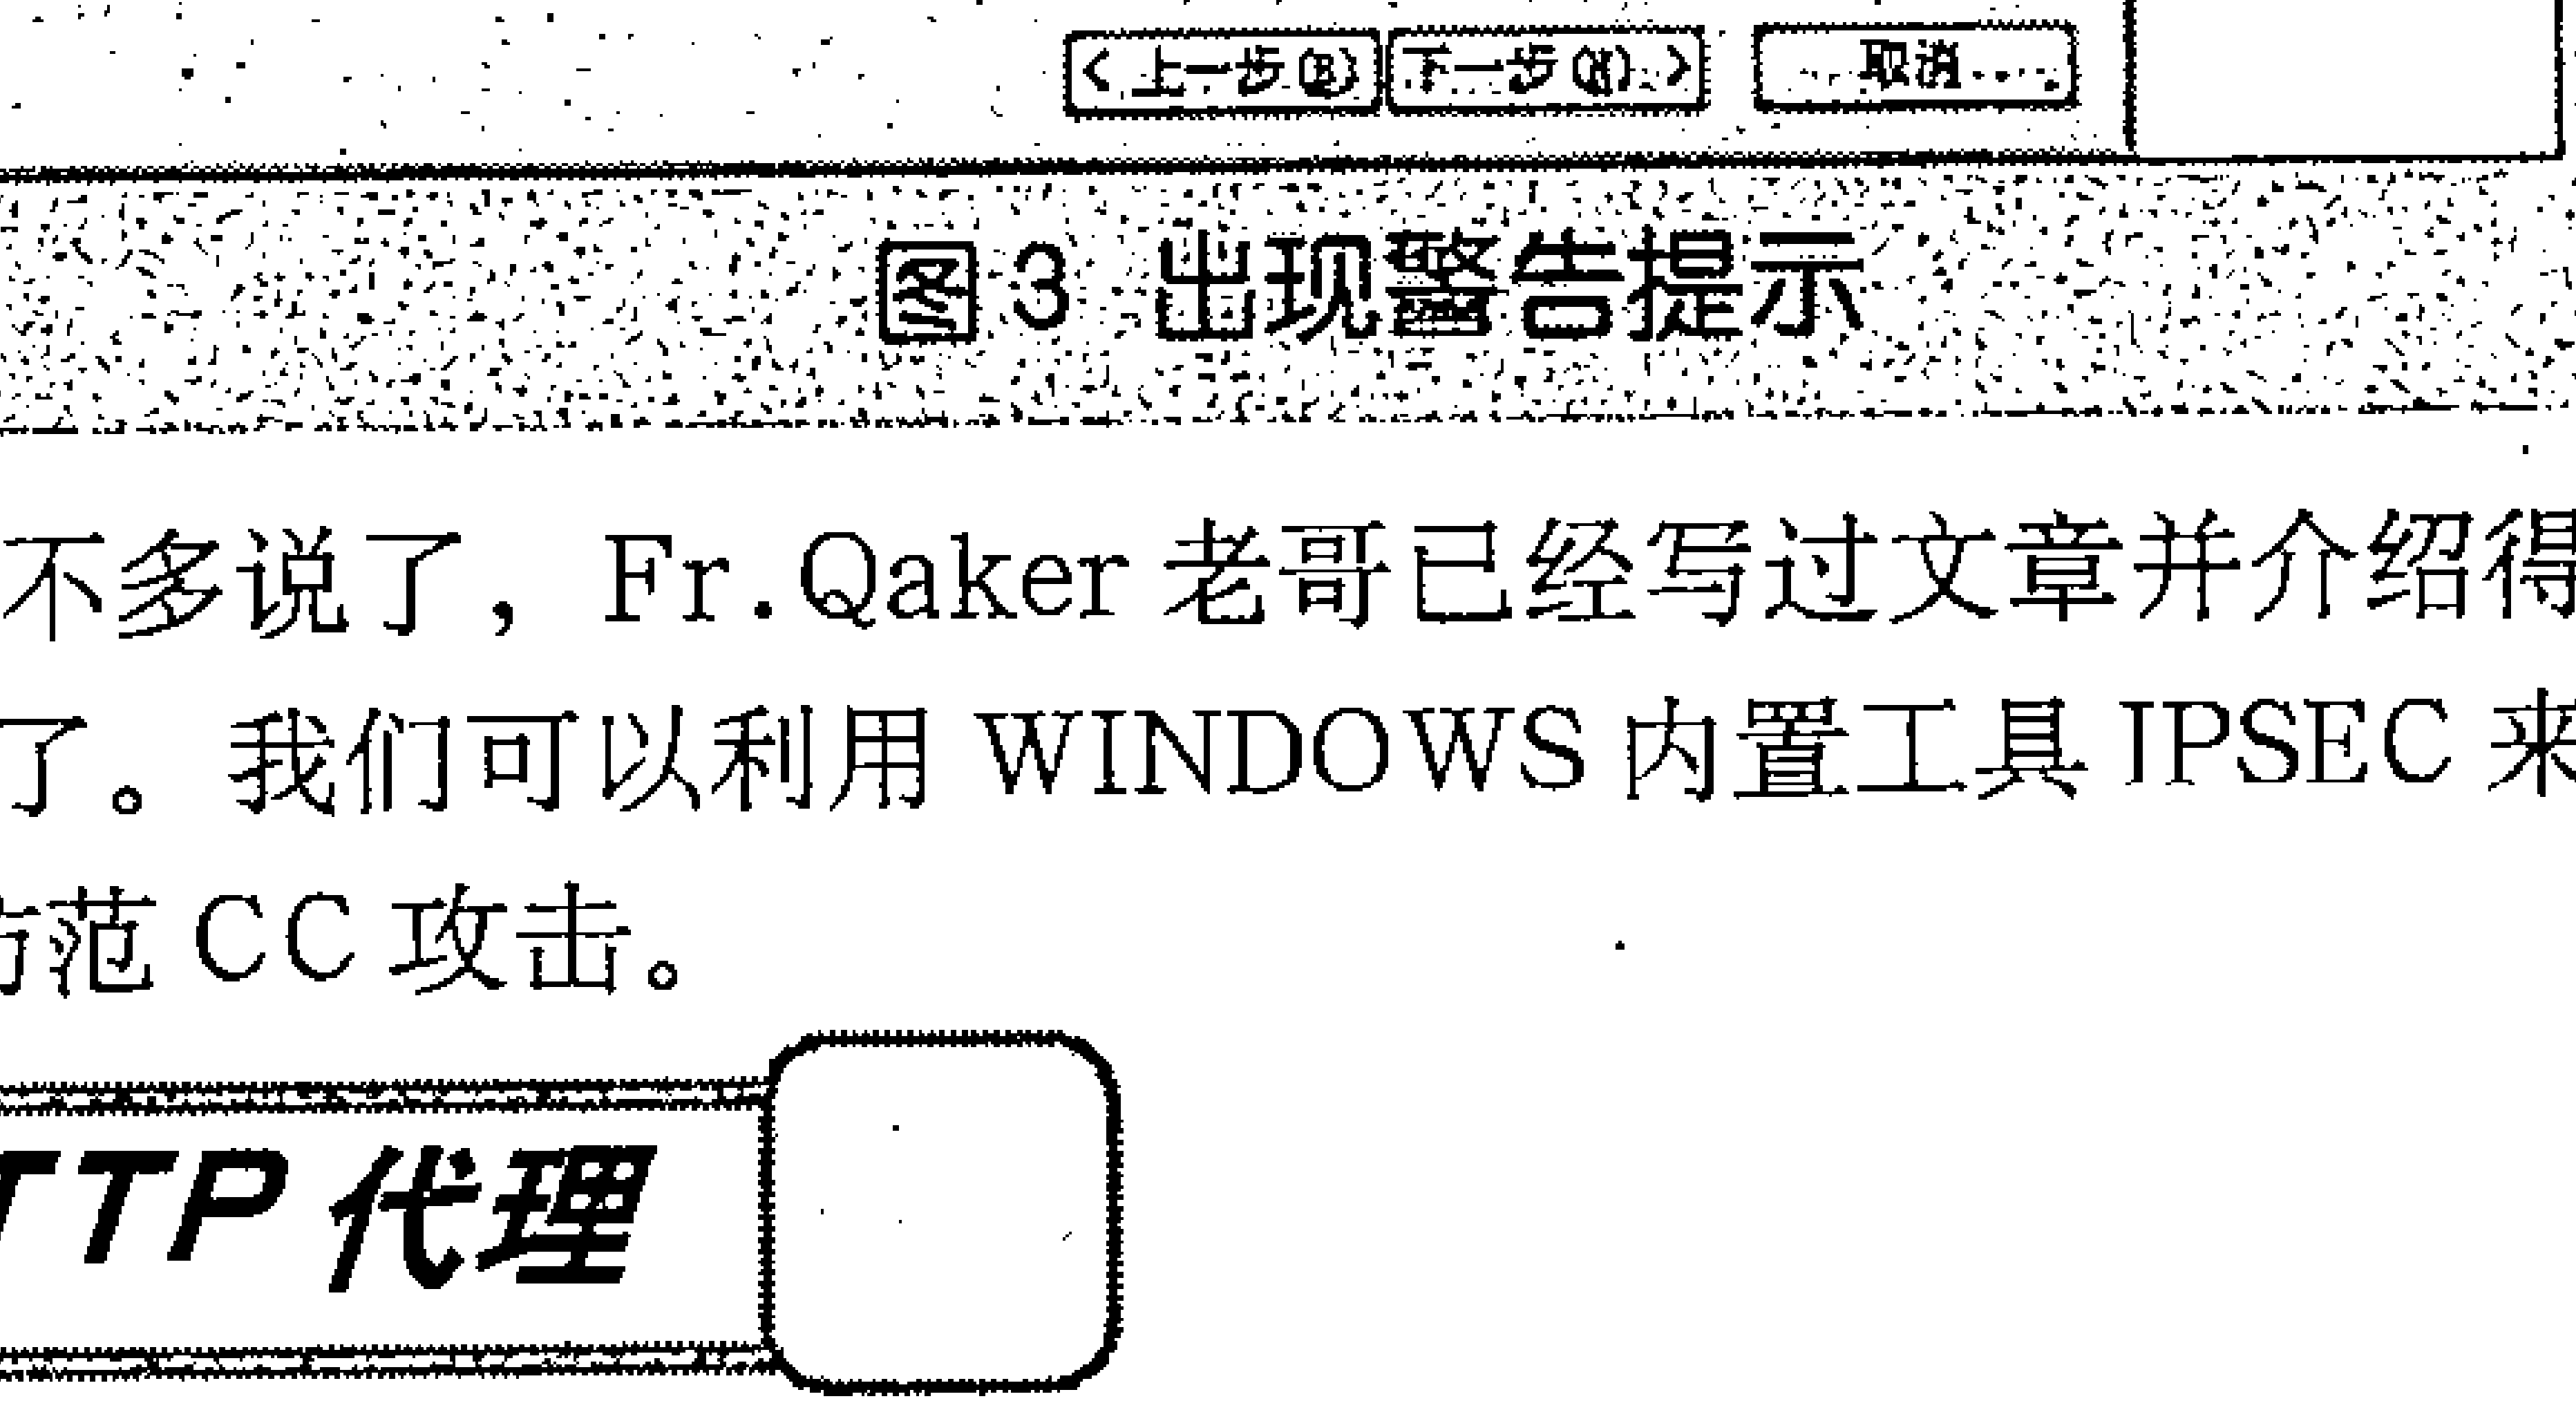 < 上一步(B) 下一步(N) > 取消
图3 出现警告提示
不多说了，Fr.Qaker 老哥已经写过文章并介绍得
了。我们可以利用 WINDOWS 内置工具 IPSEC 来
防范 CC 攻击。
TTP 代理